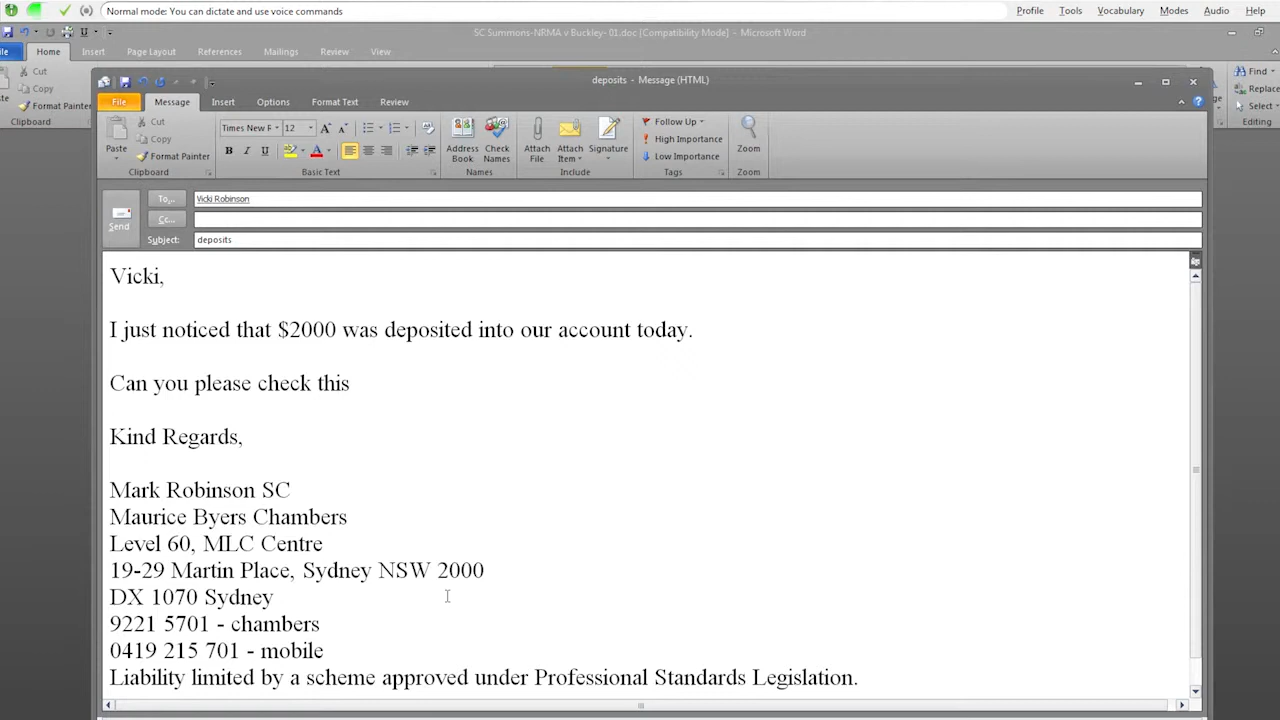 Normal mode: You can dictate and use voice commands
Profile Tools Vocabulary Modes Audio Help
SC Summons-NRMA v Buckley- 01.doc [Compatibility Mode] - Microsoft Word
Home Insert Page Layout References Mailings Review View
Cut
Copy
Format Painter
Clipboard
Find
Replace
Select
Editing
deposits - Message (HTML)
File Message Insert Options Format Text Review
Paste
Cut
Copy
Format Painter
Clipboard
Times New F 12
B I U
Basic Text
Address Book
Check Names
Names
Attach File
Attach Item
Signature
Include
Follow Up
High Importance
Low Importance
Tags
Zoom
Zoom
Send
To... Vicki Robinson
Cc...
Subject: deposits
Vicki,
I just noticed that $2000 was deposited into our account today.
Can you please check this
Kind Regards,
Mark Robinson SC
Maurice Byers Chambers
Level 60, MLC Centre
19-29 Martin Place, Sydney NSW 2000
DX 1070 Sydney
9221 5701 - chambers
0419 215 701 - mobile
Liability limited by a scheme approved under Professional Standards Legislation.